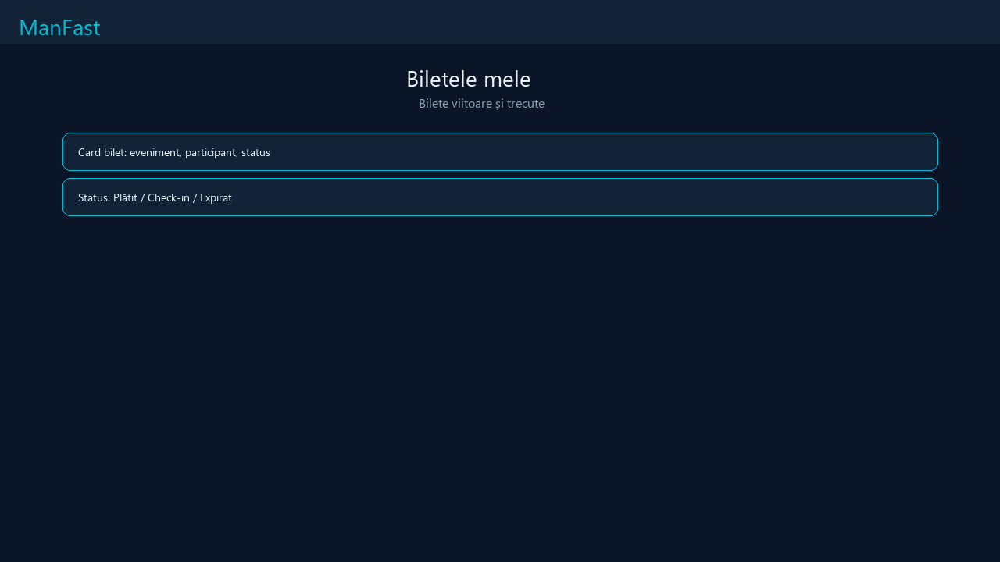 ManFast
Biletele mele
Bilete viitoare și trecute
Card bilet: eveniment, participant, status
Status: Plătit / Check-in / Expirat